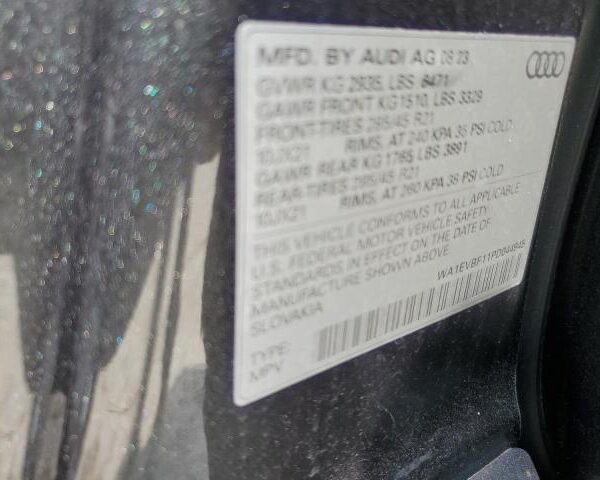 MFD. BY AUDI AG 08 23
GVWR KG 2935, LBS 6471
GAWR FRONT KG 1510, LBS 3329
FRONT-TIRES 285/45 R21
10.0X21 RIMS, AT 240 KPA 35 PSI COLD
GAWR REAR KG 1765 LBS 3891
REAR-TIRES 285/45 R21
10.0X21 RIMS, AT 260 KPA 38 PSI COLD
THIS VEHICLE CONFORMS TO ALL APPLICABLE
U.S. FEDERAL MOTOR VEHICLE SAFETY
STANDARDS IN EFFECT ON THE DATE OF
MANUFACTURE SHOWN ABOVE.
SLOVAKIA
WA1EVBF11PD044948
TYPE:
MPV